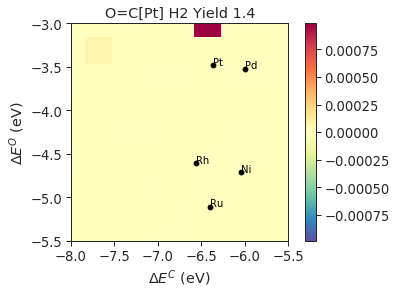 O=C[Pt] H2 Yield 1.4
−3.0
−3.5
−4.0
−4.5
−5.0
−5.5
ΔE^O (eV)
Pt
Pd
Rh
Ni
Ru
−8.0 −7.5 −7.0 −6.5 −6.0 −5.5
ΔE^C (eV)
0.00075
0.00050
0.00025
0.00000
−0.00025
−0.00050
−0.00075